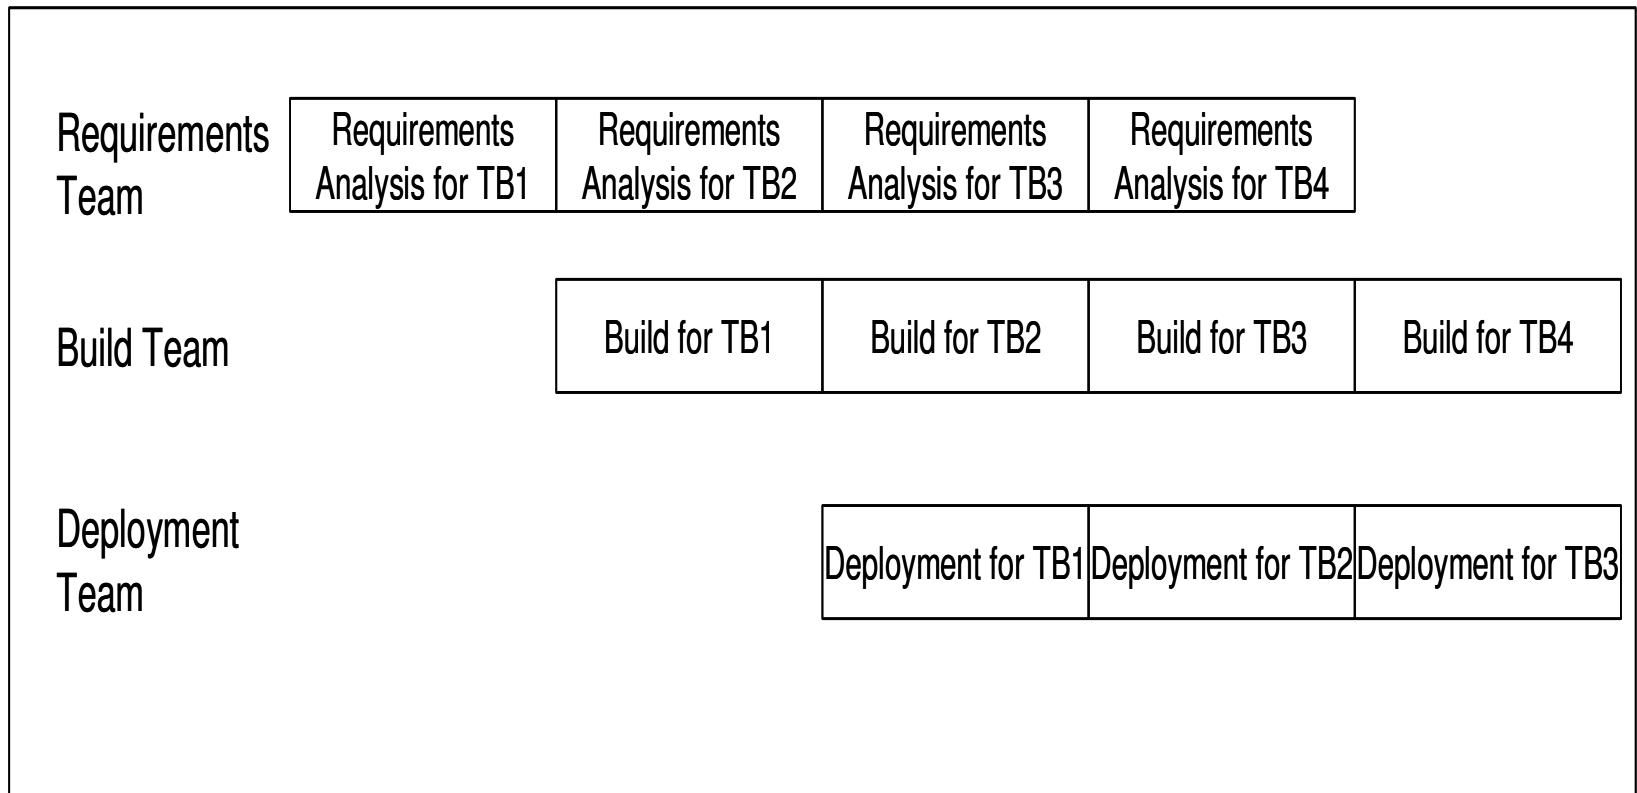 Requirements
Team
Requirements
Analysis for TB1
Requirements
Analysis for TB2
Requirements
Analysis for TB3
Requirements
Analysis for TB4
Build Team
Build for TB1
Build for TB2
Build for TB3
Build for TB4
Deployment
Team
Deployment for TB1
Deployment for TB2
Deployment for TB3